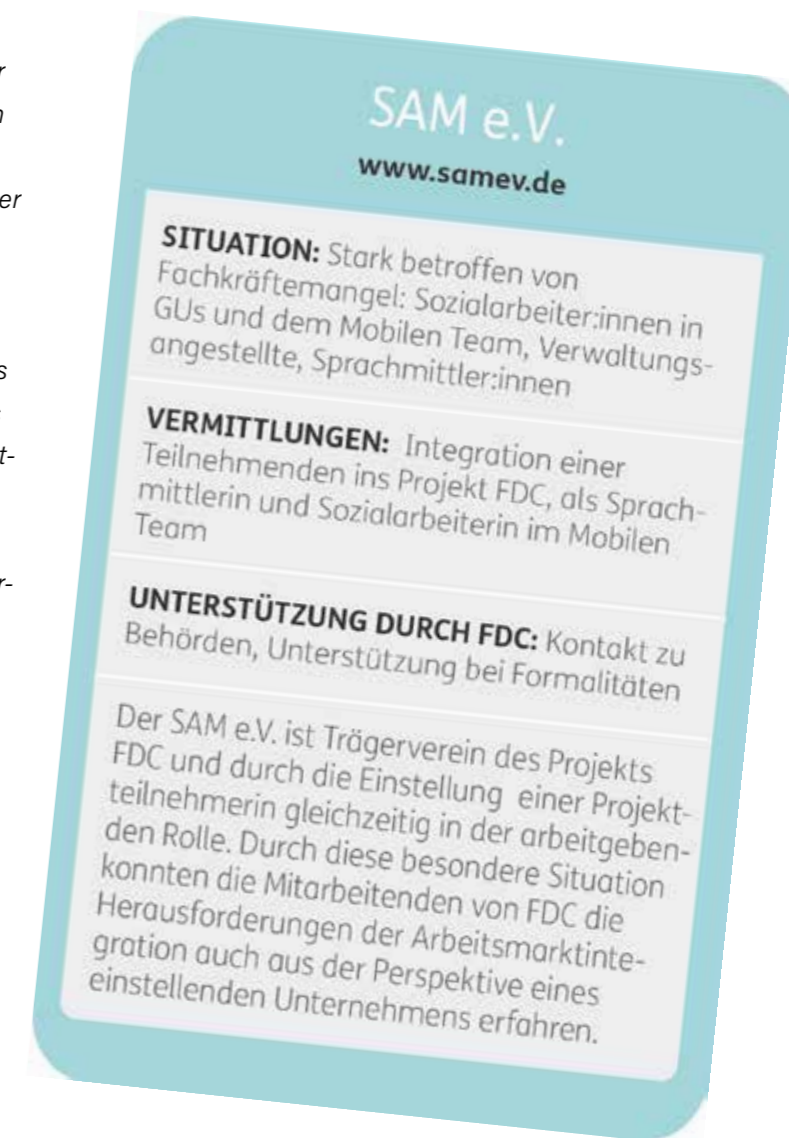 er
s
t-
r-
SAM e.V.
www.samev.de
SITUATION: Stark betroffen von
Fachkräftemangel: Sozialarbeiter:innen in
GUs und dem Mobilen Team, Verwaltungs-
angestellte, Sprachmittler:innen
VERMITTLUNGEN: Integration einer
Teilnehmenden ins Projekt FDC, als Sprach-
mittlerin und Sozialarbeiterin im Mobilen
Team
UNTERSTÜTZUNG DURCH FDC: Kontakt zu
Behörden, Unterstützung bei Formalitäten
Der SAM e.V. ist Trägerverein des Projekts
FDC und durch die Einstellung einer Projekt-
teilnehmerin gleichzeitig in der arbeitgeben-
den Rolle. Durch diese besondere Situation
konnten die Mitarbeitenden von FDC die
Herausforderungen der Arbeitsmarktinte-
gration auch aus der Perspektive eines
einstellenden Unternehmens erfahren.